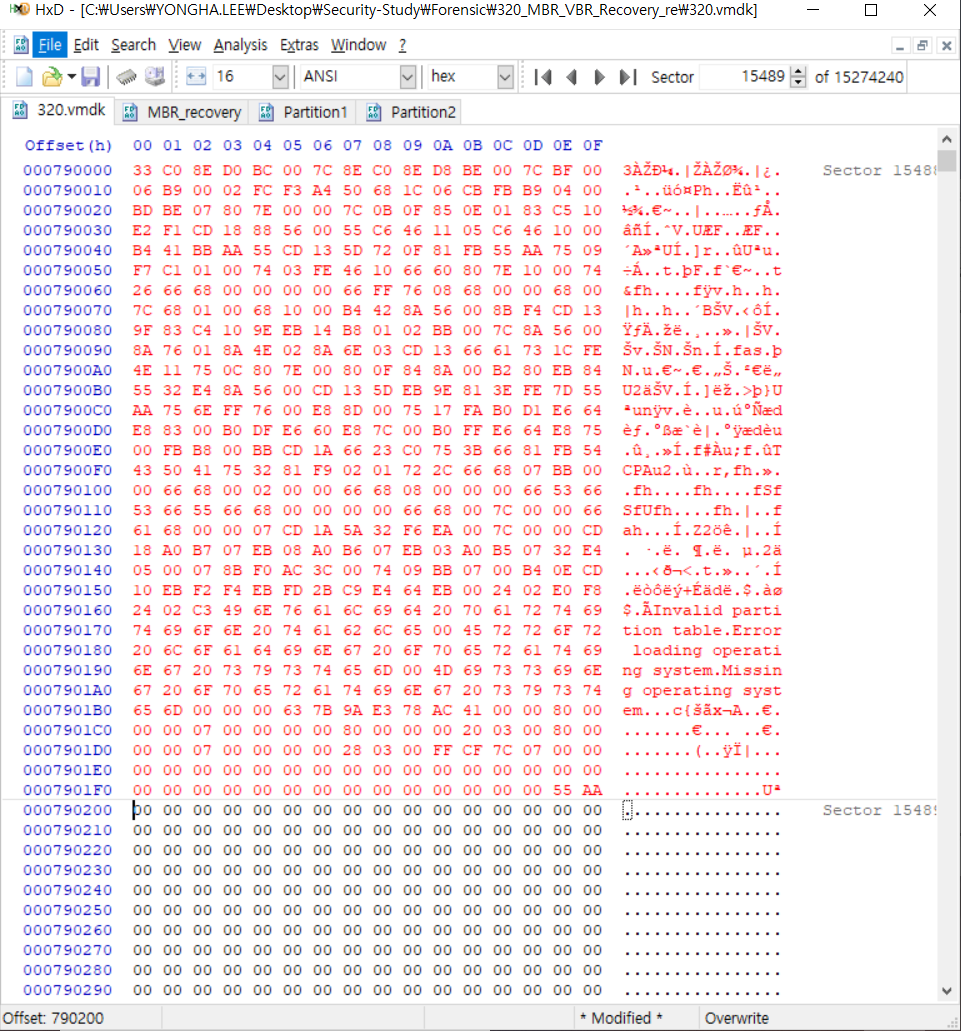 HxD - [C:₩Users₩YONGHA.LEE₩Desktop₩Security-Study₩Forensic₩320_MBR_VBR_Recovery_re₩320.vmdk]
File Edit Search View Analysis Extras Window ?
16 ANSI hex Sector 15489 of 15274240
320.vmdk MBR_recovery Partition1 Partition2
Offset(h) 00 01 02 03 04 05 06 07 08 09 0A 0B 0C 0D 0E 0F
000790000 33 C0 8E D0 BC 00 7C 8E C0 8E D8 BE 00 7C BF 00 3ÀŽÐ¼.|ŽÀŽØ¾.|¿. Sector 1548
000790010 06 B9 00 02 FC F3 A4 50 68 1C 06 CB FB B9 04 00 .¹..üó¤Ph..Ëû¹..
000790020 BD BE 07 80 7E 00 00 7C 0B 0F 85 0E 01 83 C5 10 ½¾.€~..|..…..ƒÅ.
000790030 E2 F1 CD 18 88 56 00 55 C6 46 11 05 C6 46 10 00 âñÍ.ˆV.UÆF..ÆF..
000790040 B4 41 BB AA 55 CD 13 5D 72 0F 81 FB 55 AA 75 09 ´A»ªUÍ.]r..ûUªu.
000790050 F7 C1 01 00 74 03 FE 46 10 66 60 80 7E 10 00 74 ÷Á..t.þF.f`€~..t
000790060 26 66 68 00 00 00 00 66 FF 76 08 68 00 00 68 00 &fh....fÿv.h..h.
000790070 7C 68 01 00 68 10 00 B4 42 8A 56 00 8B F4 CD 13 |h..h..´BŠV.‹ôÍ.
000790080 9F 83 C4 10 9E EB 14 B8 01 02 BB 00 7C 8A 56 00 ŸƒÄ.žë.¸..».|ŠV.
000790090 8A 76 01 8A 4E 02 8A 6E 03 CD 13 66 61 73 1C FE Šv.ŠN.Šn.Í.fas.þ
0007900A0 4E 11 75 0C 80 7E 00 80 0F 84 8A 00 B2 80 EB 84 N.u.€~.€.„Š.²€ë„
0007900B0 55 32 E4 8A 56 00 CD 13 5D EB 9E 81 3E FE 7D 55 U2äŠV.Í.]ëž.>þ}U
0007900C0 AA 75 6E FF 76 00 E8 8D 00 75 17 FA B0 D1 E6 64 ªunÿv.è..u.ú°Ñæd
0007900D0 E8 83 00 B0 DF E6 60 E8 7C 00 B0 FF E6 64 E8 75 èƒ.°ßæ`è|.°ÿædèu
0007900E0 00 FB B8 00 BB CD 1A 66 23 C0 75 3B 66 81 FB 54 .û¸.»Í.f#Àu;f.ûT
0007900F0 43 50 41 75 32 81 F9 02 01 72 2C 66 68 07 BB 00 CPAu2.ù..r,fh.».
000790100 00 66 68 00 02 00 00 66 68 08 00 00 00 66 53 66 .fh....fh....fSf
000790110 53 66 55 66 68 00 00 00 00 66 68 00 7C 00 00 66 SfUfh....fh.|..f
000790120 61 68 00 00 07 CD 1A 5A 32 F6 EA 00 7C 00 00 CD ah...Í.Z2öê.|..Í
000790130 18 A0 B7 07 EB 08 A0 B6 07 EB 03 A0 B5 07 32 E4 . ·.ë. ¶.ë. µ.2ä
000790140 05 00 07 8B F0 AC 3C 00 74 09 BB 07 00 B4 0E CD ...‹ð¬<.t.»..´.Í
000790150 10 EB F2 F4 EB FD 2B C9 E4 64 EB 00 24 02 E0 F8 .ëòôëý+Éädë.$.àø
000790160 24 02 C3 49 6E 76 61 6C 69 64 20 70 61 72 74 69 $.ÃInvalid parti
000790170 74 69 6F 6E 20 74 61 62 6C 65 00 45 72 72 6F 72 tion table.Error
000790180 20 6C 6F 61 64 69 6E 67 20 6F 70 65 72 61 74 69 loading operati
000790190 6E 67 20 73 79 73 74 65 6D 00 4D 69 73 73 69 6E ng system.Missin
0007901A0 67 20 6F 70 65 72 61 74 69 6E 67 20 73 79 73 74 g operating syst
0007901B0 65 6D 00 00 00 63 7B 9A E3 78 AC 41 00 00 80 00 em...c{šãx¬A..€.
0007901C0 00 00 07 00 00 00 80 00 00 00 20 03 00 80 00 ......€... ..€.
0007901D0 00 00 07 00 00 00 00 28 03 00 FF CF 7C 07 00 00 .......(..ÿÏ|...
0007901E0 00 00 00 00 00 00 00 00 00 00 00 00 00 00 00 00 ................
0007901F0 00 00 00 00 00 00 00 00 00 00 00 00 00 00 55 AA ..............Uª
000790200 00 00 00 00 00 00 00 00 00 00 00 00 00 00 00 00 ................ Sector 1548
000790210 00 00 00 00 00 00 00 00 00 00 00 00 00 00 00 00 ................
000790220 00 00 00 00 00 00 00 00 00 00 00 00 00 00 00 00 ................
000790230 00 00 00 00 00 00 00 00 00 00 00 00 00 00 00 00 ................
000790240 00 00 00 00 00 00 00 00 00 00 00 00 00 00 00 00 ................
000790250 00 00 00 00 00 00 00 00 00 00 00 00 00 00 00 00 ................
000790260 00 00 00 00 00 00 00 00 00 00 00 00 00 00 00 00 ................
000790270 00 00 00 00 00 00 00 00 00 00 00 00 00 00 00 00 ................
000790280 00 00 00 00 00 00 00 00 00 00 00 00 00 00 00 00 ................
000790290 00 00 00 00 00 00 00 00 00 00 00 00 00 00 00 00 ................
Offset: 790200 * Modified * Overwrite